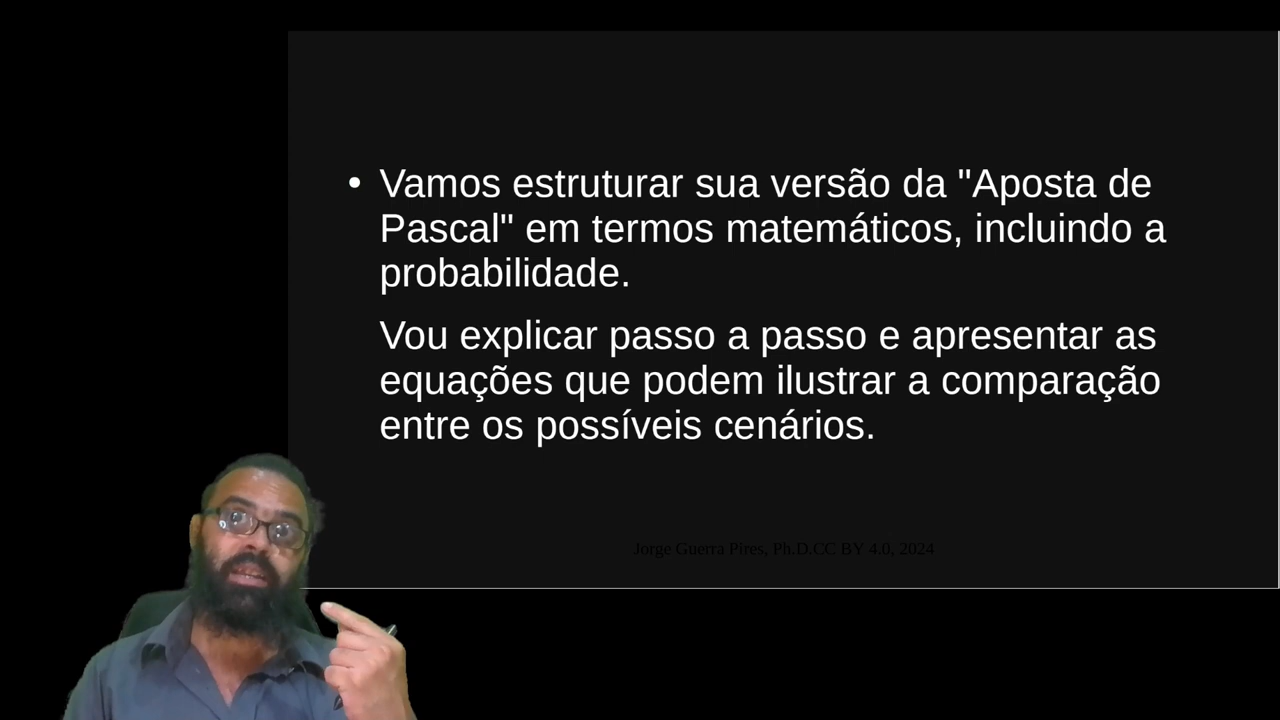 • Vamos estruturar sua versão da "Aposta de
Pascal" em termos matemáticos, incluindo a
probabilidade.
Vou explicar passo a passo e apresentar as
equações que podem ilustrar a comparação
entre os possíveis cenários.
Jorge Guerra Pires, Ph.D.CC BY 4.0, 2024